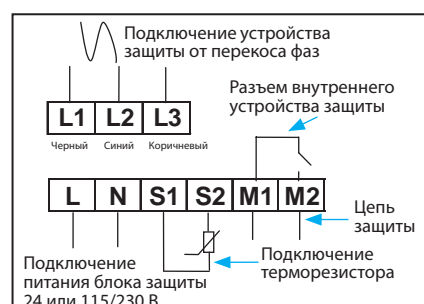 Подключение устройства
защиты от перекоса фаз
Разъем внутреннего
устройства защиты
L1 L2 L3
Черный Синий Коричневый
L N S1 S2 M1 M2
Цепь
защиты
Подключение
терморезистора
Подключение
питания блока защиты
24 или 115/230 В